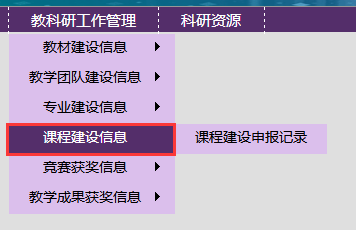 教科研工作管理 科研资源
教材建设信息
教学团队建设信息
专业建设信息
课程建设信息 课程建设申报记录
竞赛获奖信息
教学成果获奖信息